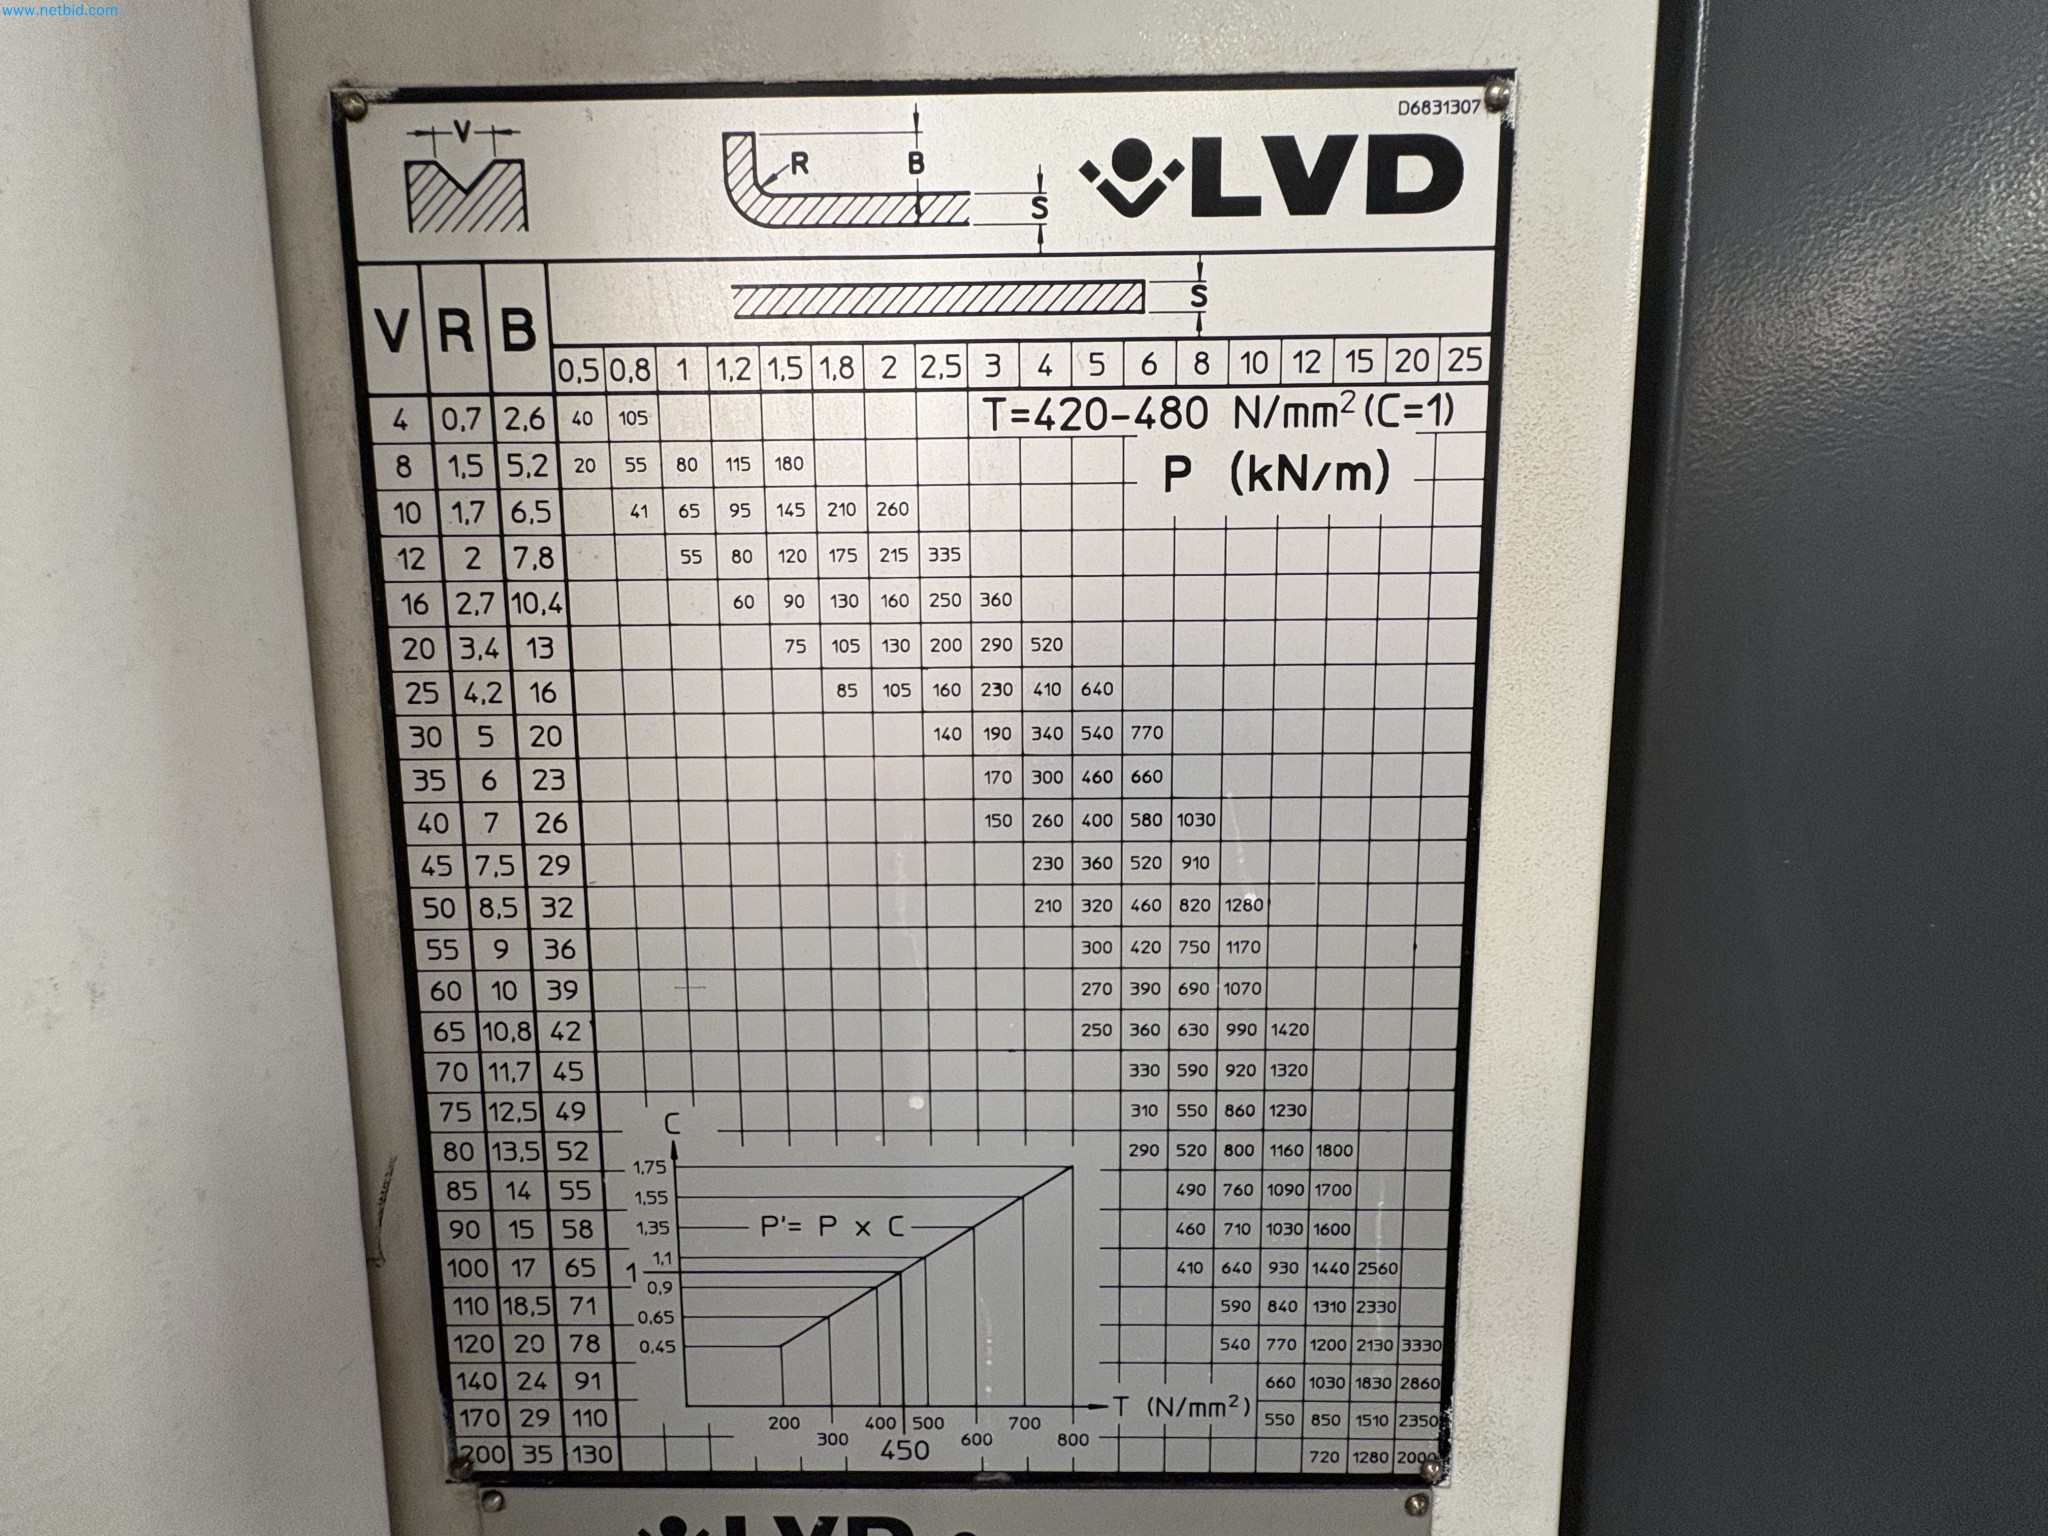 www.netbid.com
D6831307
V
R
B
S
LVD
S
V R B
0,5 0,8 1 1,2 1,5 1,8 2 2,5 3 4 5 6 8 10 12 15 20 25
T=420-480 N/mm² (C=1)
P (kN/m)
4 0,7 2,6 40 105
8 1,5 5,2 20 55 80 115 180
10 1,7 6,5 41 65 95 145 210 260
12 2 7,8 55 80 120 175 215 335
16 2,7 10,4 60 90 130 160 250 360
20 3,4 13 75 105 130 200 290 520
25 4,2 16 85 105 160 230 410 640
30 5 20 140 190 340 540 770
35 6 23 170 300 460 660
40 7 26 150 260 400 580 1030
45 7,5 29 230 360 520 910
50 8,5 32 210 320 460 820 1280
55 9 36 300 420 750 1170
60 10 39 270 390 690 1070
65 10,8 42 250 360 630 990 1420
70 11,7 45 330 590 920 1320
75 12,5 49 310 550 860 1230
80 13,5 52 290 520 800 1160 1800
85 14 55 490 760 1090 1700
90 15 58 460 710 1030 1600
100 17 65 410 640 930 1440 2560
110 18,5 71 590 840 1310 2330
120 20 78 540 770 1200 2130 3330
140 24 91 660 1030 1830 2860
170 29 110 550 850 1510 2350
200 35 130 720 1280 2000
C
1,75
1,55
1,35
P'= P x C
1,1
1
0,9
0,65
0,45
T (N/mm²)
200 400 500 700
300 450 600 800
LVD